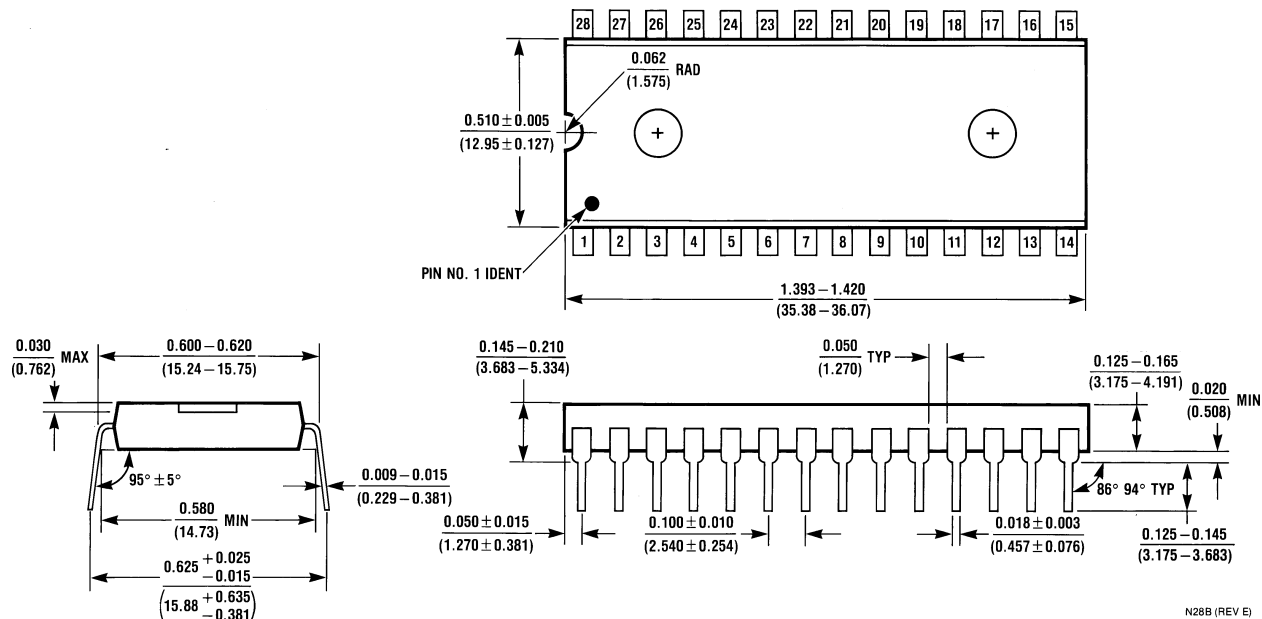 28 27 26 25 24 23 22 21 20 19 18 17 16 15
0.062
(1.575)
RAD
0.510 ± 0.005
(12.95 ± 0.127)
1 2 3 4 5 6 7 8 9 10 11 12 13 14
PIN NO. 1 IDENT
1.393 – 1.420
(35.38 – 36.07)
0.030
(0.762)
MAX
0.600 – 0.620
(15.24 – 15.75)
95° ± 5°
0.009 – 0.015
(0.229 – 0.381)
0.580
(14.73)
MIN
0.625 + 0.025
– 0.015
(15.88 + 0.635
– 0.381)
0.145 – 0.210
(3.683 – 5.334)
0.050
(1.270)
TYP
0.125 – 0.165
(3.175 – 4.191)
0.020
(0.508)
MIN
86° 94° TYP
0.050 ± 0.015
(1.270 ± 0.381)
0.100 ± 0.010
(2.540 ± 0.254)
0.018 ± 0.003
(0.457 ± 0.076)
0.125 – 0.145
(3.175 – 3.683)
N28B (REV E)